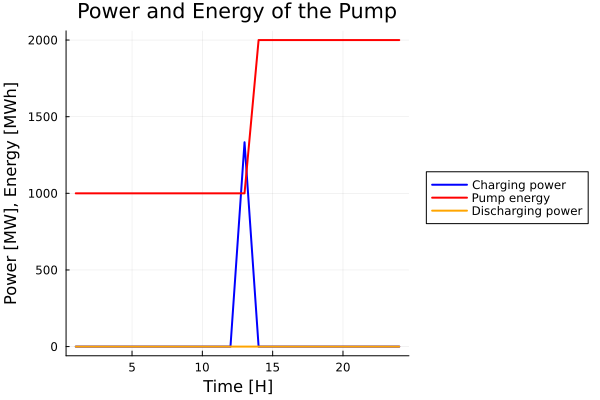 Power and Energy of the Pump
Power [MW], Energy [MWh]
2000
1500
1000
500
0
5 10 15 20
Time [H]
Charging power
Pump energy
Discharging power